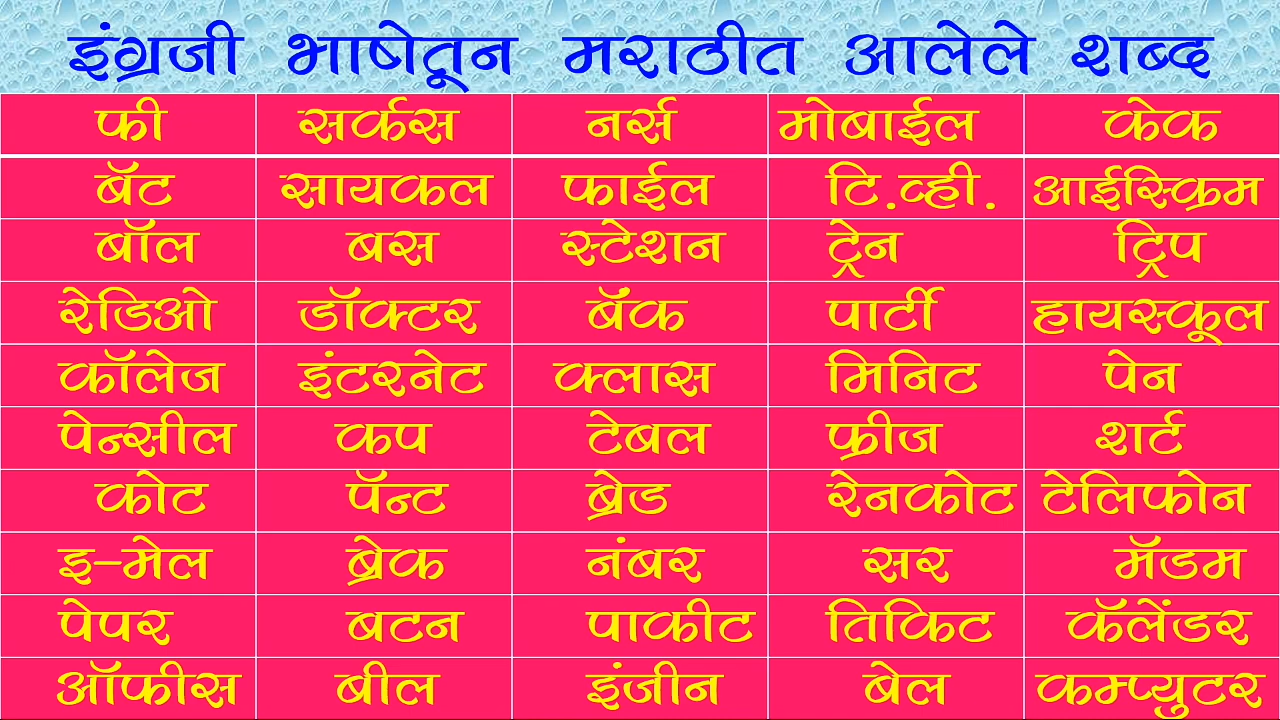 इंग्रजी भाषेतून मराठीत आलेले शब्द
फी सर्कस नर्स मोबाईल केक
बॅट सायकल फाईल टि.व्ही. आईस्क्रिम
बॉल बस स्टेशन ट्रेन ट्रिप
रेडिओ डॉक्टर बॅंक पार्टी हायस्कूल
कॉलेज इंटरनेट क्लास मिनिट पेन
पेन्सील कप टेबल फ्रीज शर्ट
कोट पॅन्ट ब्रेड रेनकोट टेलिफोन
इ-मेल ब्रेक नंबर सर मॅडम
पेपर बटन पाकीट तिकिट कॅलेंडर
ऑफीस बील इंजीन बेल कम्प्युटर